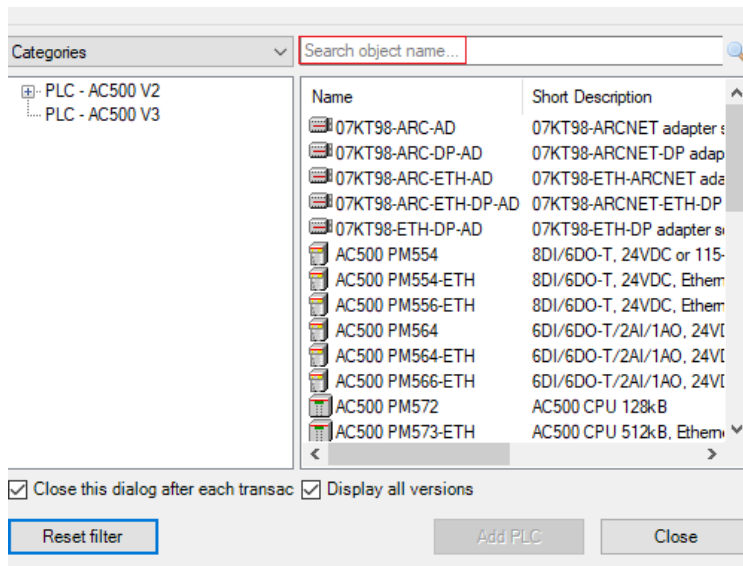 Categories
Search object name...
PLC - AC500 V2
PLC - AC500 V3
Name Short Description
07KT98-ARC-AD 07KT98-ARCNET adapter s
07KT98-ARC-DP-AD 07KT98-ARCNET-DP adap
07KT98-ARC-ETH-AD 07KT98-ETH-ARCNET ada
07KT98-ARC-ETH-DP-AD 07KT98-ARCNET-ETH-DP
07KT98-ETH-DP-AD 07KT98-ETH-DP adapter s
AC500 PM554 8DI/6DO-T, 24VDC or 115-
AC500 PM554-ETH 8DI/6DO-T, 24VDC, Ethern
AC500 PM556-ETH 8DI/6DO-T, 24VDC, Ethern
AC500 PM564 6DI/6DO-T/2AI/1AO, 24VD
AC500 PM564-ETH 6DI/6DO-T/2AI/1AO, 24VD
AC500 PM566-ETH 6DI/6DO-T/2AI/1AO, 24VD
AC500 PM572 AC500 CPU 128kB
AC500 PM573-ETH AC500 CPU 512kB, Etherne
Close this dialog after each transac Display all versions
Reset filter Add PLC Close